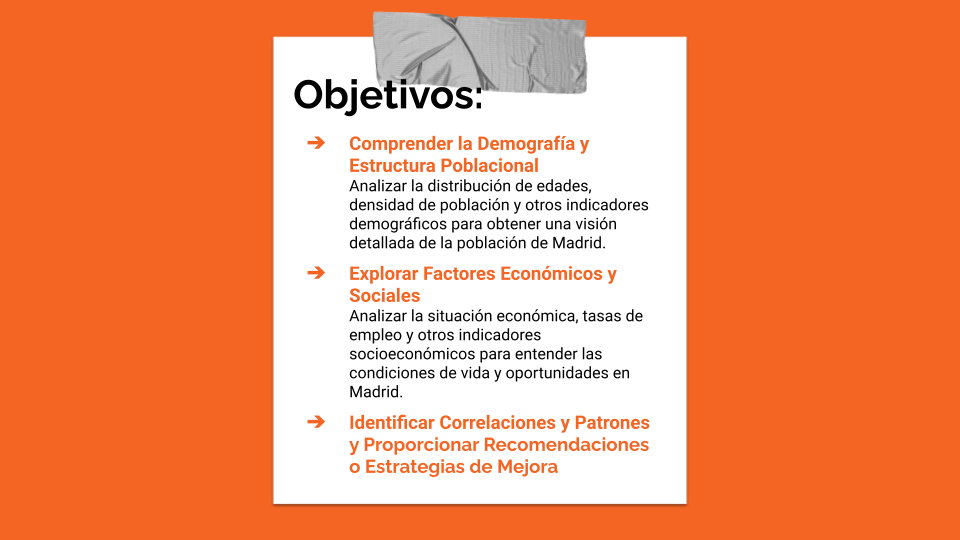 Objetivos:
➔ Comprender la Demografía y
Estructura Poblacional
Analizar la distribución de edades,
densidad de población y otros indicadores
demográficos para obtener una visión
detallada de la población de Madrid.
➔ Explorar Factores Económicos y
Sociales
Analizar la situación económica, tasas de
empleo y otros indicadores
socioeconómicos para entender las
condiciones de vida y oportunidades en
Madrid.
➔ Identificar Correlaciones y Patrones
y Proporcionar Recomendaciones
o Estrategias de Mejora